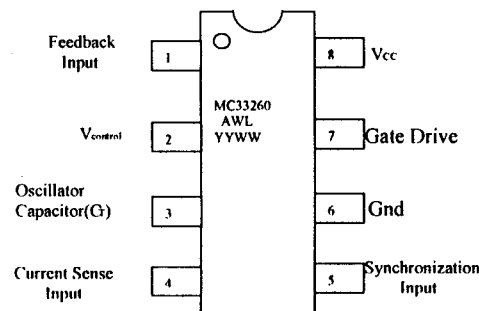 Feedback
Input
1
8
Vcc
MC33260
AWL
YYWW
Vcontrol
2
7
Gate Drive
Oscillator
Capacitor(Cт)
3
6
Gnd
Current Sense
Input
4
5
Synchronization
Input